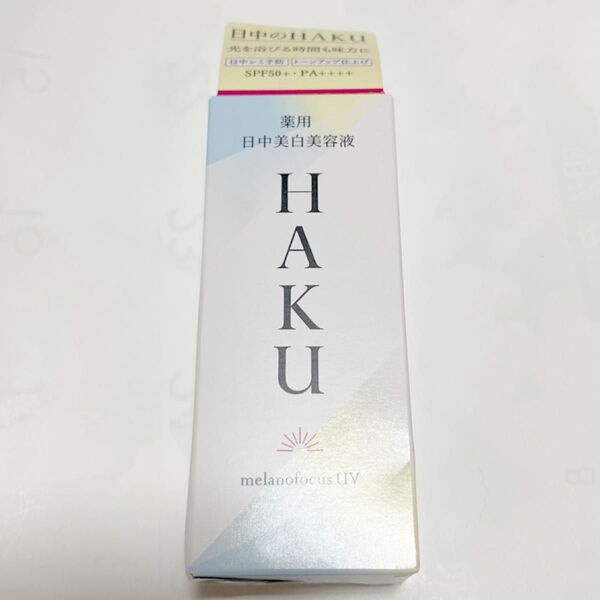 日中のHAKU
光を浴びる時間も味方に
日中シミ予防 トーンアップ仕上げ
SPF50+・PA++++
薬用
日中美白美容液
HAKU
melanofocus UV